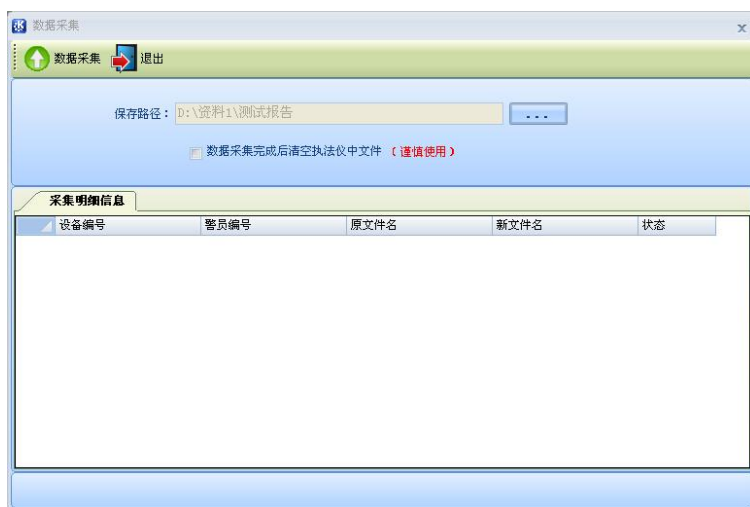 数据采集
数据采集 退出
保存路径： D:\资料1\测试报告 ...
数据采集完成后清空执法仪中文件 （谨慎使用）
采集明细信息
设备编号 警员编号 原文件名 新文件名 状态